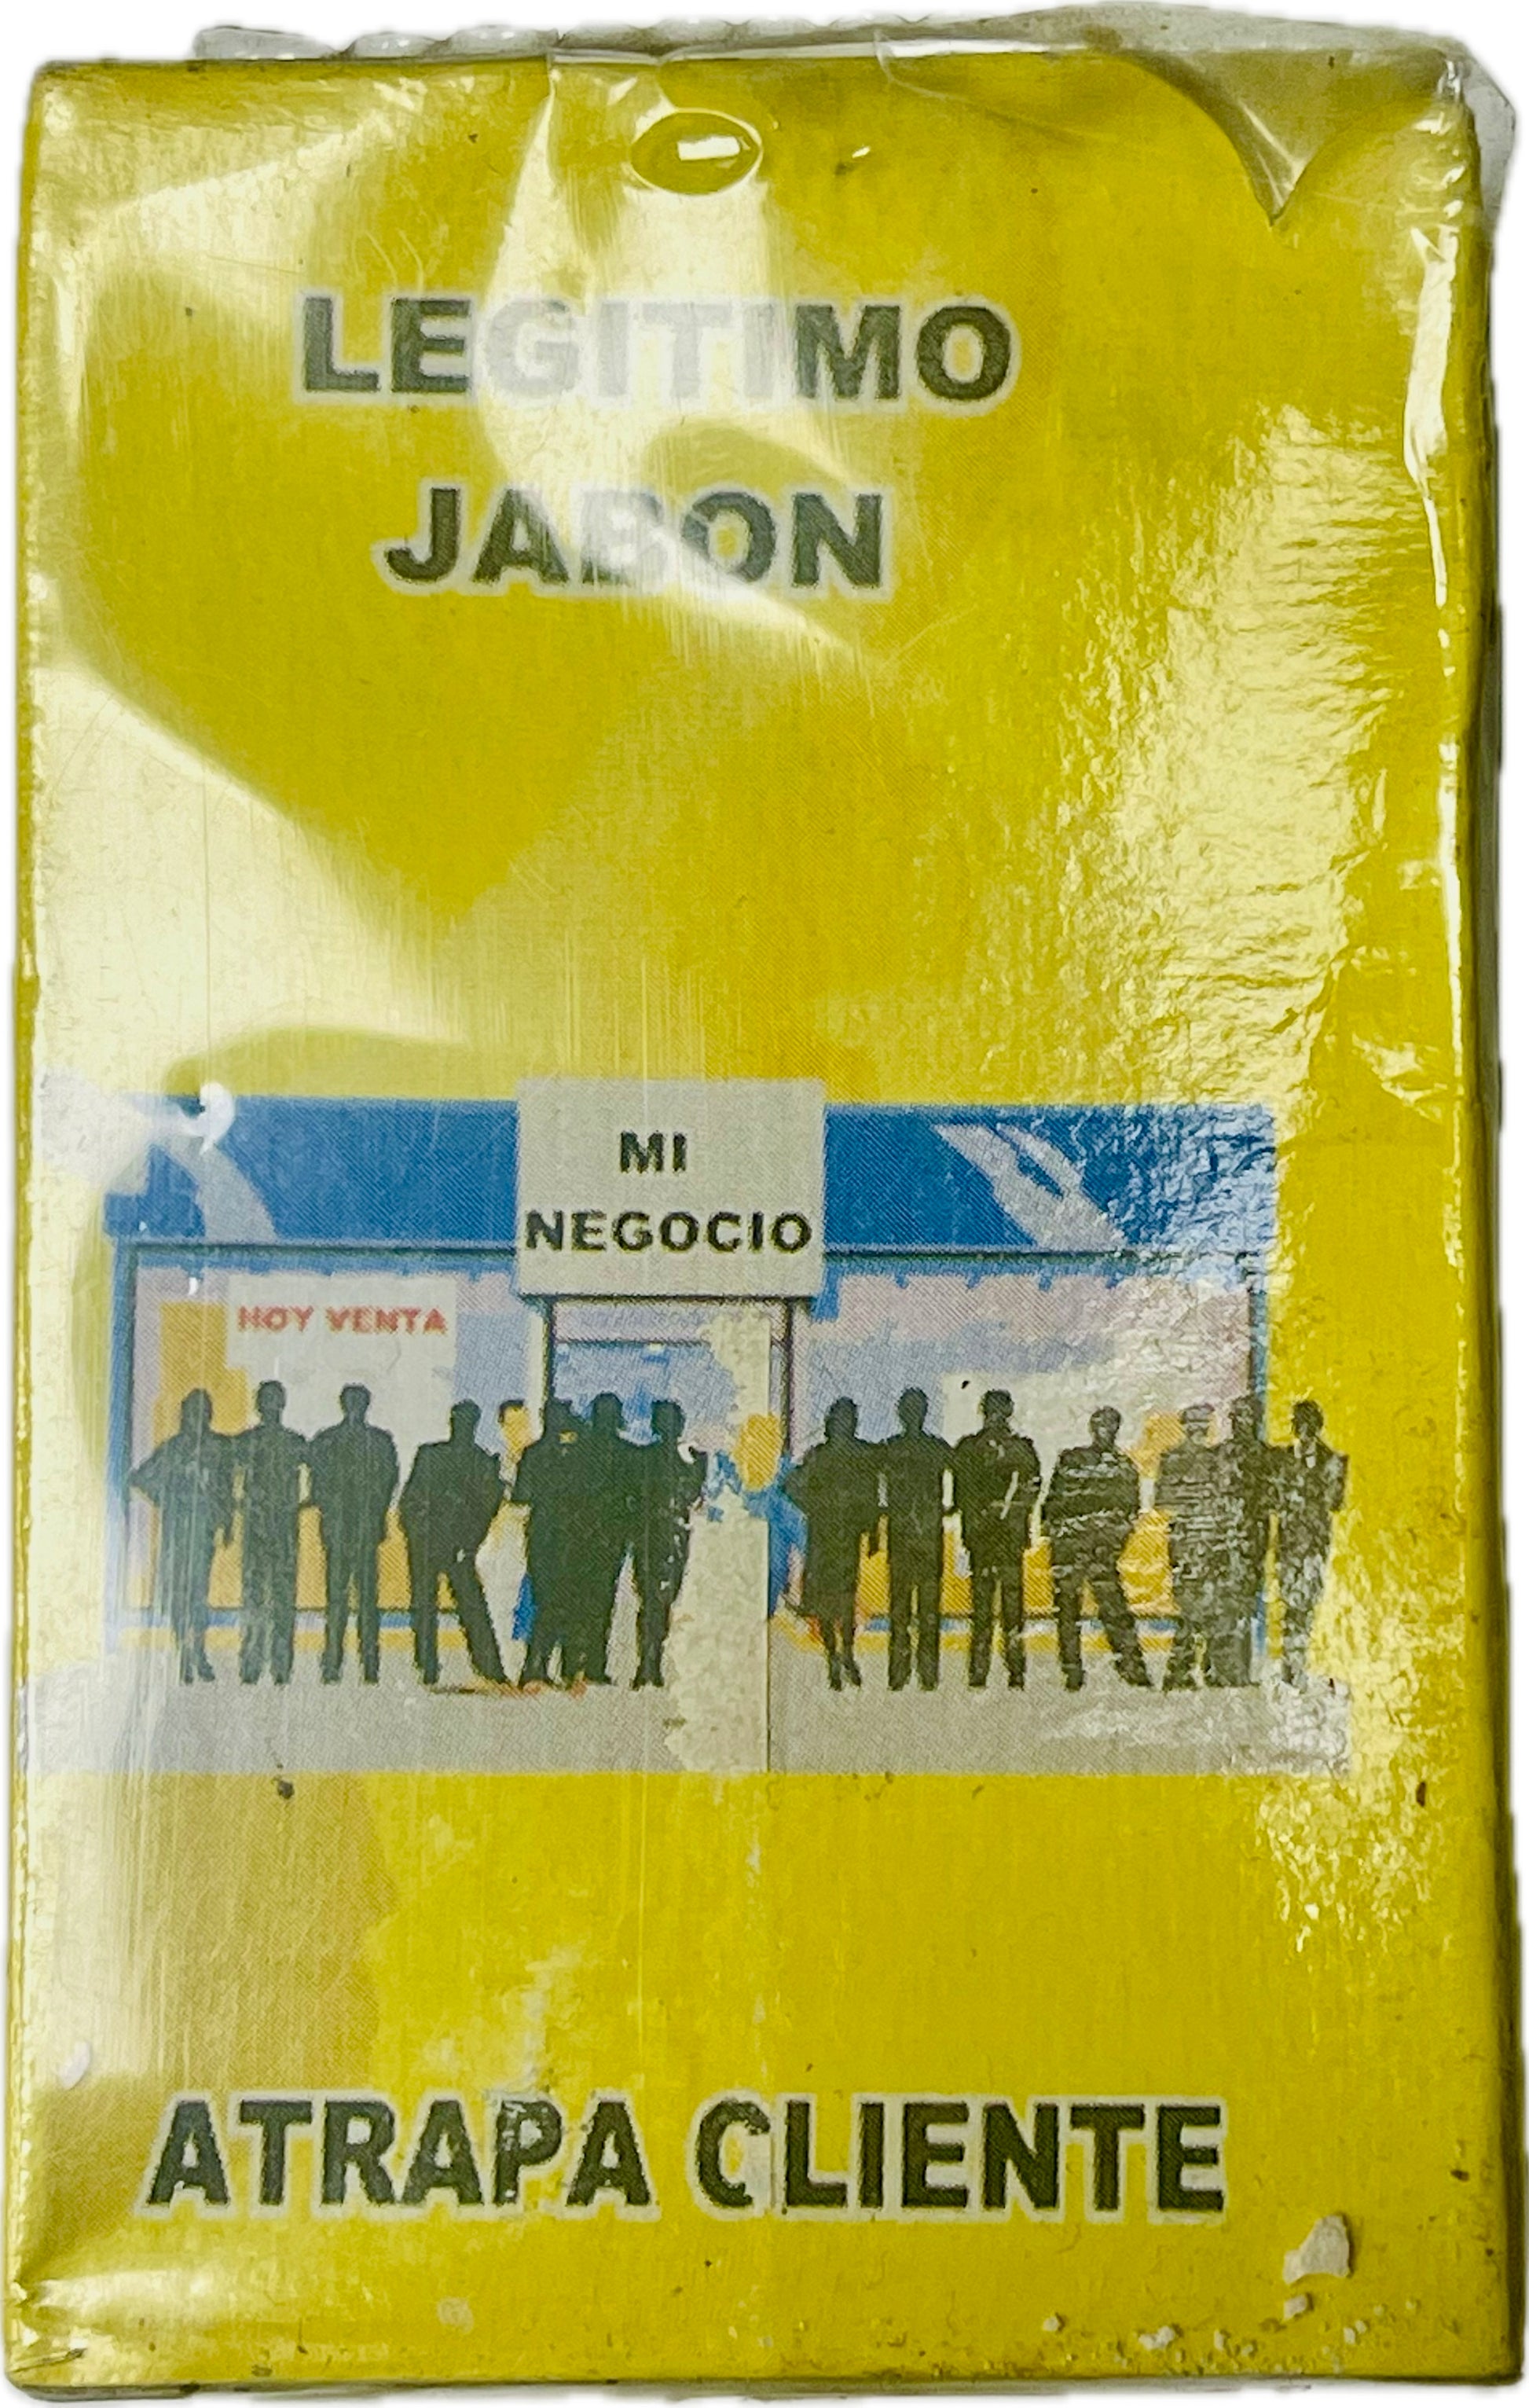 LEGITIMO
JABON
MI
NEGOCIO
HOY VENTA
ATRAPA CLIENTE